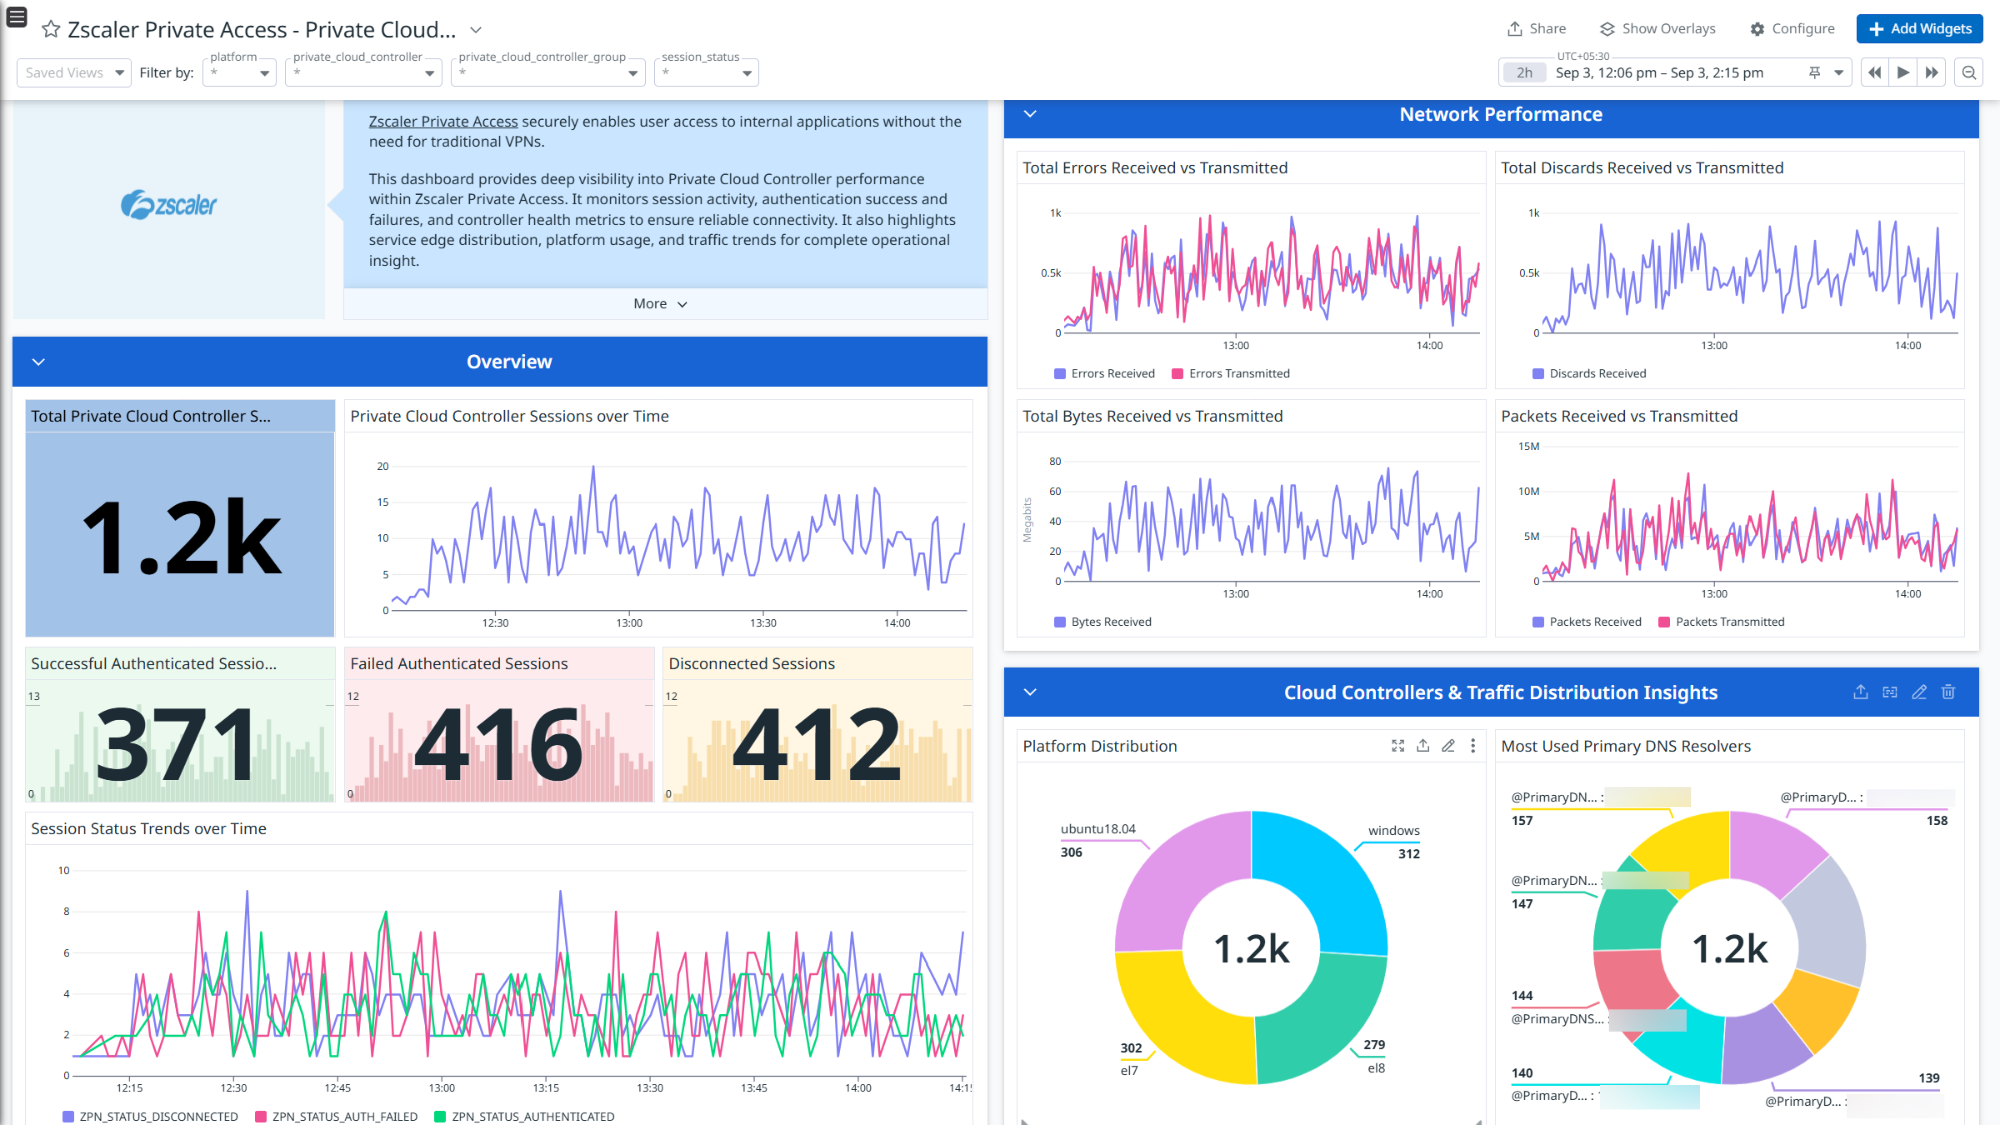 Zscaler Private Access - Private Cloud...
Share
Show Overlays
Configure
Add Widgets
Saved Views
Filter by:
platform
*
private_cloud_controller
*
private_cloud_controller_group
*
session_status
*
UTC+05:30
2h
Sep 3, 12:06 pm – Sep 3, 2:15 pm
zscaler
Zscaler Private Access securely enables user access to internal applications without the
need for traditional VPNs.
This dashboard provides deep visibility into Private Cloud Controller performance
within Zscaler Private Access. It monitors session activity, authentication success and
failures, and controller health metrics to ensure reliable connectivity. It also highlights
service edge distribution, platform usage, and traffic trends for complete operational
insight.
More
Overview
Total Private Cloud Controller S...
1.2k
Private Cloud Controller Sessions over Time
20
15
10
5
0
12:30
13:00
13:30
14:00
Successful Authenticated Sessio...
13
371
0
Failed Authenticated Sessions
12
416
0
Disconnected Sessions
12
412
0
Session Status Trends over Time
10
8
6
4
2
0
12:15
12:30
12:45
13:00
13:15
13:30
13:45
14:00
ZPN_STATUS_DISCONNECTED
ZPN_STATUS_AUTH_FAILED
ZPN_STATUS_AUTHENTICATED
Network Performance
Total Errors Received vs Transmitted
1k
0.5k
0
13:00
14:00
Errors Received
Errors Transmitted
Total Discards Received vs Transmitted
1k
0.5k
0
13:00
14:00
Discards Received
Total Bytes Received vs Transmitted
Megabits
80
60
40
20
0
13:00
14:00
Bytes Received
Packets Received vs Transmitted
15M
10M
5M
0
13:00
14:00
Packets Received
Packets Transmitted
Cloud Controllers & Traffic Distribution Insights
Platform Distribution
ubuntu18.04
306
windows
312
1.2k
302
el7
279
el8
Most Used Primary DNS Resolvers
@PrimaryDN... :
157
@PrimaryD... :
158
@PrimaryDN...
147
1.2k
144
@PrimaryDNS...
140
@PrimaryD... :
139
@PrimaryD... :